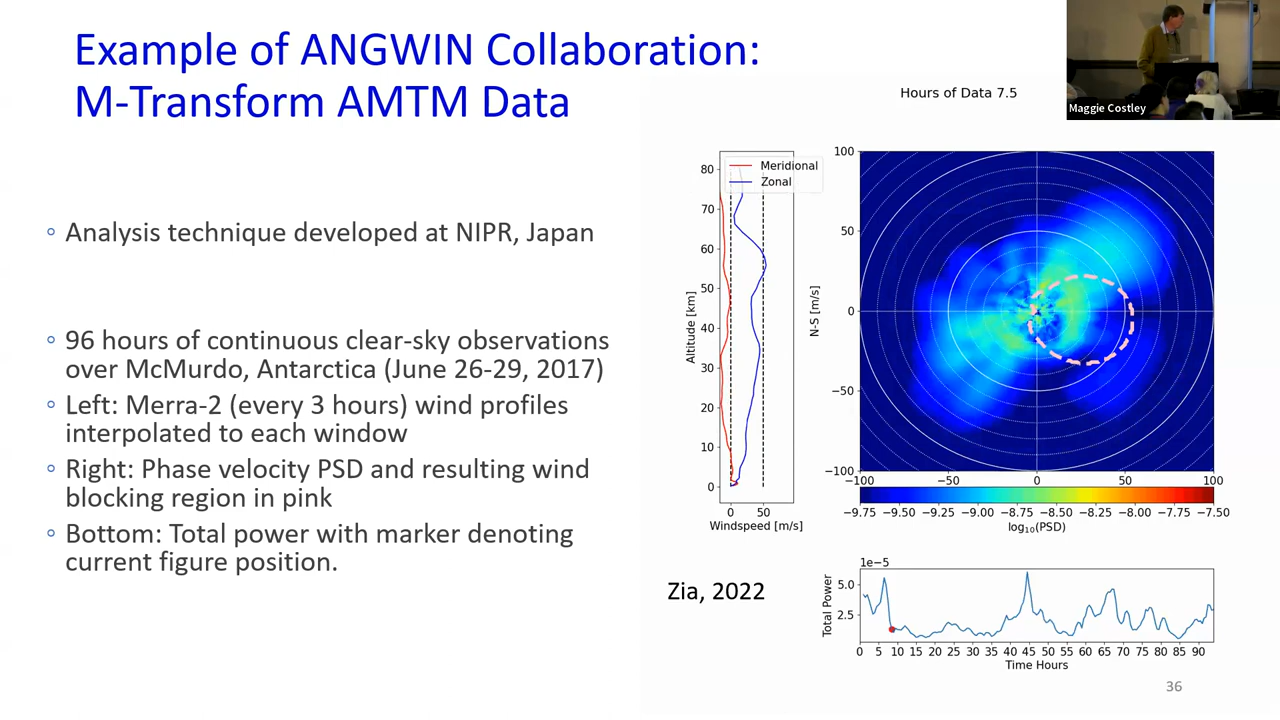 Example of ANGWIN Collaboration:
M-Transform AMTM Data
Maggie Costley
◦ Analysis technique developed at NIPR, Japan
◦ 96 hours of continuous clear-sky observations
over McMurdo, Antarctica (June 26-29, 2017)
◦ Left: Merra-2 (every 3 hours) wind profiles
interpolated to each window
◦ Right: Phase velocity PSD and resulting wind
blocking region in pink
◦ Bottom: Total power with marker denoting
current figure position.
Hours of Data 7.5
Meridional
Zonal
80
70
60
50
40
30
20
10
0
Altitude [km]
0 50
Windspeed [m/s]
N-S [m/s]
100
50
0
−50
−100
−100 −50 0 50 100
−9.75 −9.50 −9.25 −9.00 −8.75 −8.50 −8.25 −8.00 −7.75 −7.50
log₁₀(PSD)
Zia, 2022
1e−5
Total Power
5.0
2.5
0 5 10 15 20 25 30 35 40 45 50 55 60 65 70 75 80 85 90
Time Hours
36